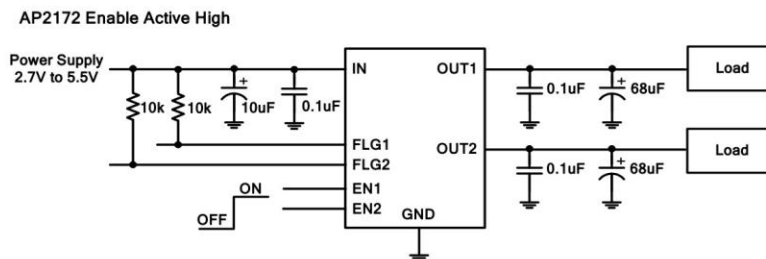 AP2172 Enable Active High
Power Supply
2.7V to 5.5V
IN
OUT1
Load
10k
10k
+
10uF
0.1uF
0.1uF
+
68uF
FLG1
FLG2
OUT2
Load
0.1uF
+
68uF
ON
OFF
EN1
EN2
GND